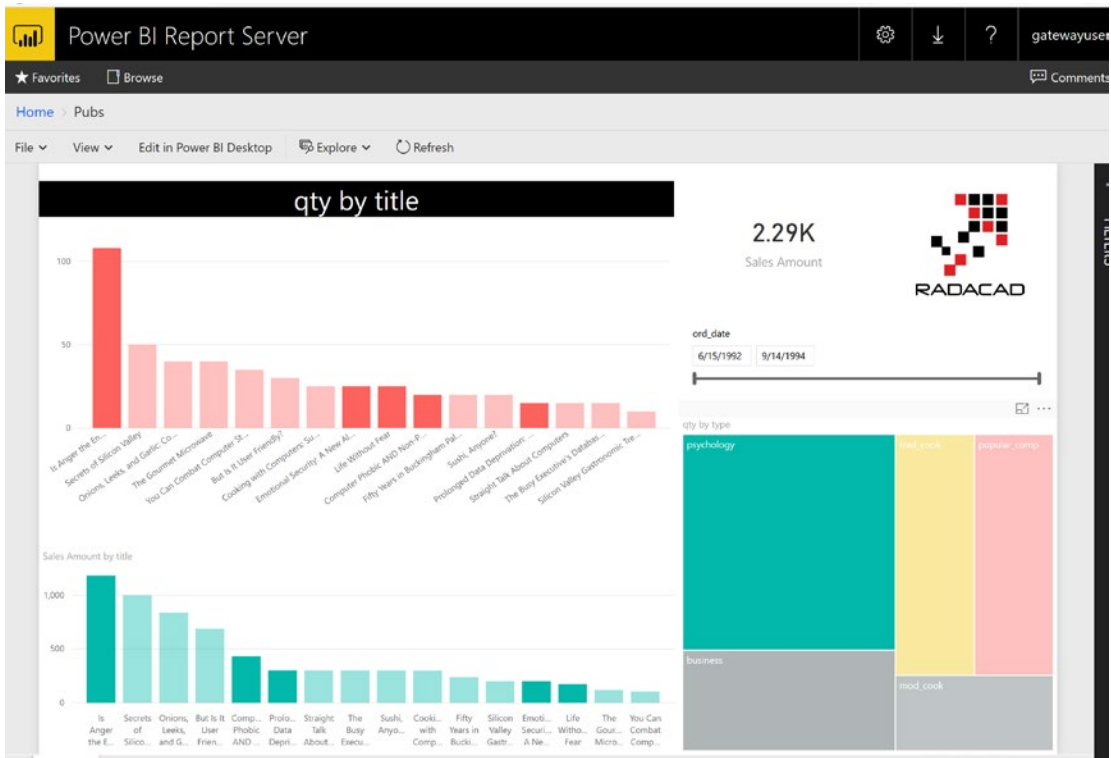 Power BI Report Server
?
gatewayuser
Favorites
Browse
Comments
Home > Pubs
File
View
Edit in Power BI Desktop
Explore
Refresh
FILTERS
qty by title
100
50
0
Is Anger the En...
Secrets of Silicon Valley
Onions, Leeks, and Garlic: Co...
The Gourmet Microwave
You Can Combat Computer St...
But Is It User Friendly?
Cooking with Computers: Su...
Emotional Security: A New Al...
Life Without Fear
Computer Phobic AND Non-P...
Fifty Years in Buckingham Pal...
Sushi, Anyone?
Prolonged Data Deprivation: ...
Straight Talk About Computers
The Busy Executive's Databas...
Silicon Valley Gastronomic Tre...
2.29K
Sales Amount
RADACAD
ord_date
6/15/1992
9/14/1994
qty by type
psychology
mod_cook
popular_comp
business
Sales Amount by title
1,000
500
0
Is
Anger
the E...
Secrets
of
Silico...
Onions,
Leeks,
and G...
But Is It
User
Frien...
Comp...
Phobic
AND ...
Prolo...
Data
Depri...
Straight
Talk
About...
The
Busy
Execu...
Sushi,
Anyo...
Cooki...
with
Comp...
Fifty
Years in
Bucki...
Silicon
Valley
Gastr...
Emoti...
Securi...
A Ne...
Life
Witho...
Fear
The
Gour...
Micro...
You Can
Combat
Comp...